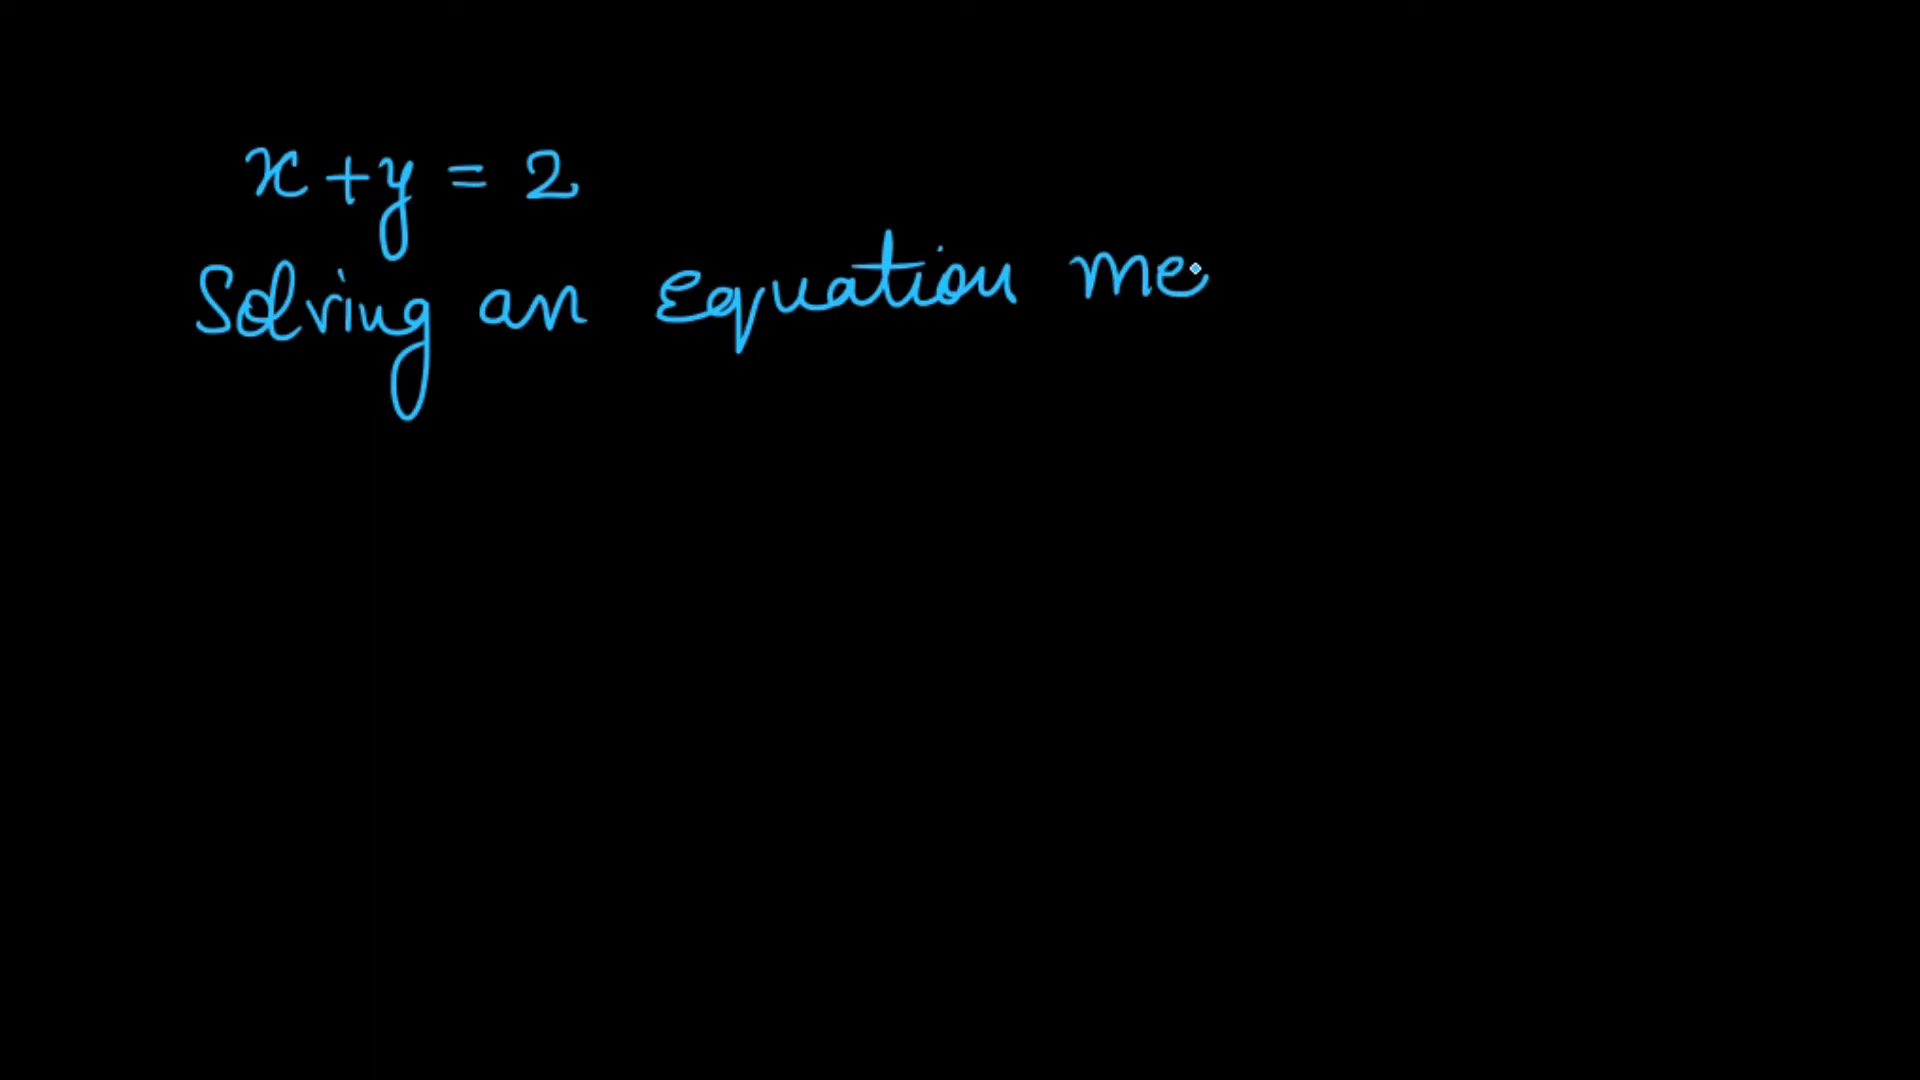 x + y = 2
Solving an Equation me